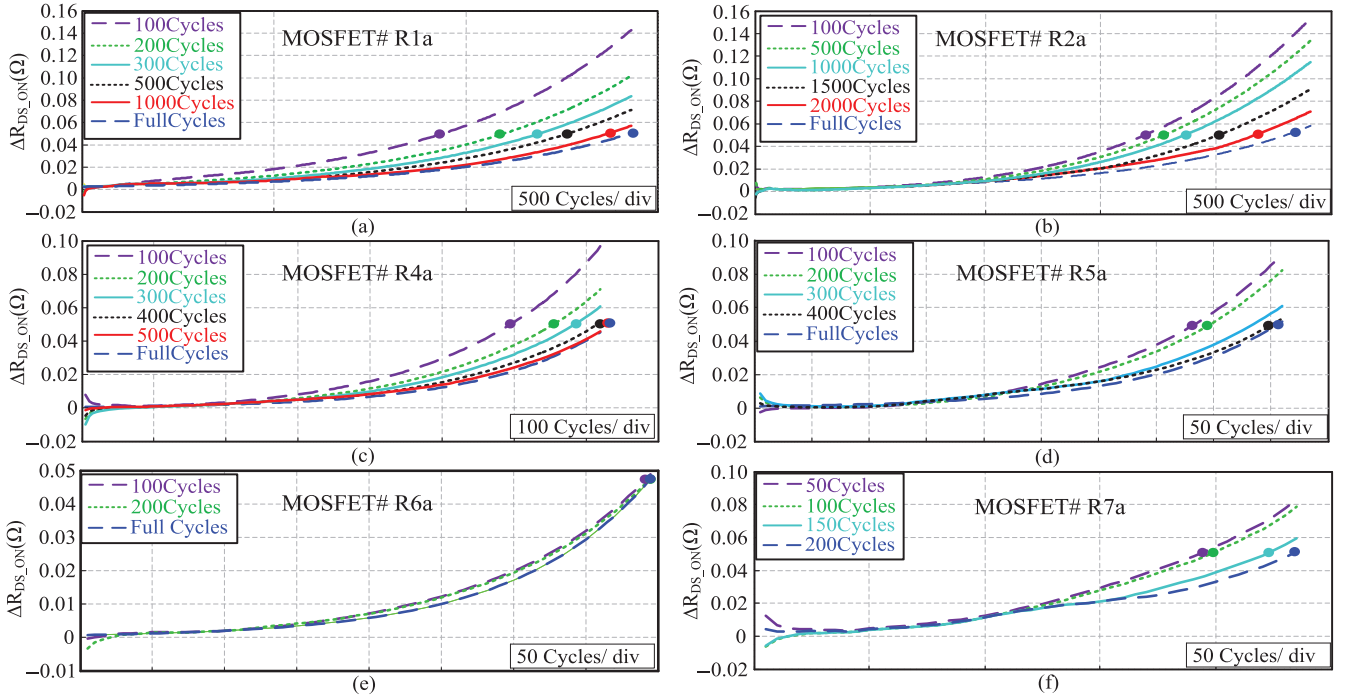 0.16
0.14
0.12
0.10
0.08
0.06
0.04
0.02
0
−0.02
ΔR_DS_ON(Ω)
100Cycles
200Cycles
300Cycles
500Cycles
1000Cycles
FullCycles
MOSFET# R1a
500 Cycles/ div
(a)
0.16
0.14
0.12
0.10
0.08
0.06
0.04
0.02
0
−0.02
ΔR_DS_ON(Ω)
100Cycles
500Cycles
1000Cycles
1500Cycles
2000Cycles
FullCycles
MOSFET# R2a
500 Cycles/ div
(b)
0.10
0.08
0.06
0.04
0.02
0
−0.02
ΔR_DS_ON(Ω)
100Cycles
200Cycles
300Cycles
400Cycles
500Cycles
FullCycles
MOSFET# R4a
100 Cycles/ div
(c)
0.10
0.08
0.06
0.04
0.02
0
−0.02
ΔR_DS_ON(Ω)
100Cycles
200Cycles
300Cycles
400Cycles
FullCycles
MOSFET# R5a
50 Cycles/ div
(d)
0.05
0.04
0.03
0.02
0.01
0
−0.01
ΔR_DS_ON(Ω)
100Cycles
200Cycles
Full Cycles
MOSFET# R6a
50 Cycles/ div
(e)
0.10
0.08
0.06
0.04
0.02
0
−0.02
ΔR_DS_ON(Ω)
50Cycles
100Cycles
150Cycles
200Cycles
MOSFET# R7a
50 Cycles/ div
(f)